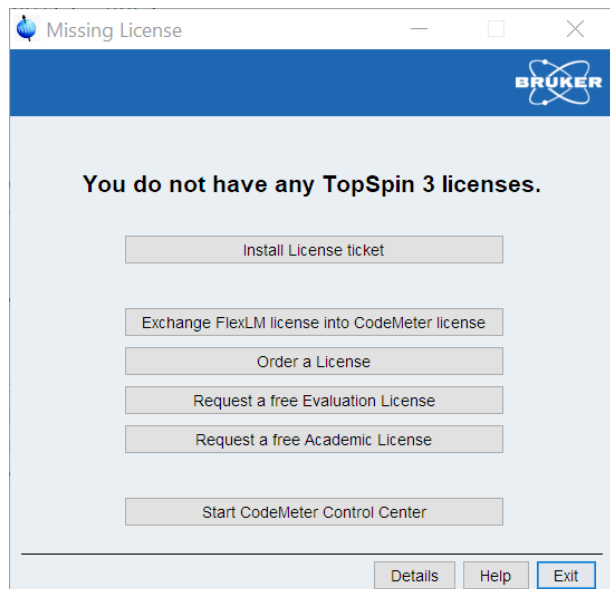 Missing License
BRUKER
You do not have any TopSpin 3 licenses.
Install License ticket
Exchange FlexLM license into CodeMeter license
Order a License
Request a free Evaluation License
Request a free Academic License
Start CodeMeter Control Center
Details Help Exit